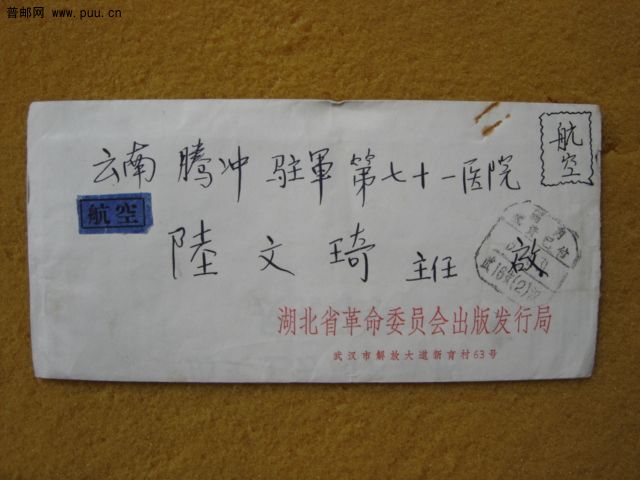 普邮网 www.puu.cn
航空
云南 腾冲 驻軍 第七十一医院
航空
陸 文 琦 主任 啟
湖北省革命委员会出版发行局
武汉市解放大道新育村63号